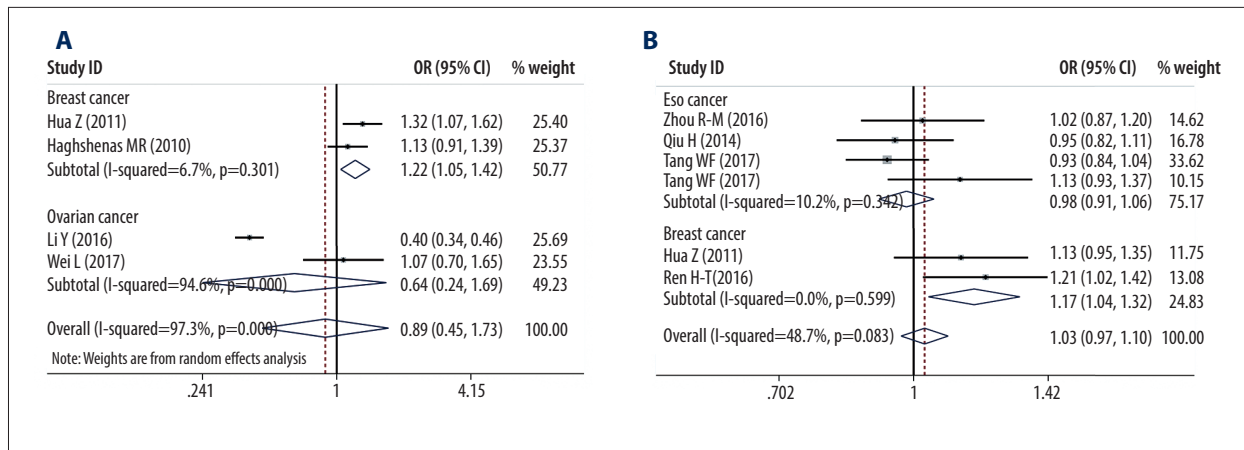 A
Study ID OR (95% CI) % weight
Breast cancer
Hua Z (2011) 1.32 (1.07, 1.62) 25.40
Haghshenas MR (2010) 1.13 (0.91, 1.39) 25.37
Subtotal (I-squared=6.7%, p=0.301) 1.22 (1.05, 1.42) 50.77
Ovarian cancer
Li Y (2016) 0.40 (0.34, 0.46) 25.69
Wei L (2017) 1.07 (0.70, 1.65) 23.55
Subtotal (I-squared=94.6%, p=0.000) 0.64 (0.24, 1.69) 49.23
Overall (I-squared=97.3%, p=0.000) 0.89 (0.45, 1.73) 100.00
Note: Weights are from random effects analysis
.241 1 4.15
B
Study ID OR (95% CI) % weight
Eso cancer
Zhou R-M (2016) 1.02 (0.87, 1.20) 14.62
Qiu H (2014) 0.95 (0.82, 1.11) 16.78
Tang WF (2017) 0.93 (0.84, 1.04) 33.62
Tang WF (2017) 1.13 (0.93, 1.37) 10.15
Subtotal (I-squared=10.2%, p=0.342) 0.98 (0.91, 1.06) 75.17
Breast cancer
Hua Z (2011) 1.13 (0.95, 1.35) 11.75
Ren H-T(2016) 1.21 (1.02, 1.42) 13.08
Subtotal (I-squared=0.0%, p=0.599) 1.17 (1.04, 1.32) 24.83
Overall (I-squared=48.7%, p=0.083) 1.03 (0.97, 1.10) 100.00
.702 1 1.42